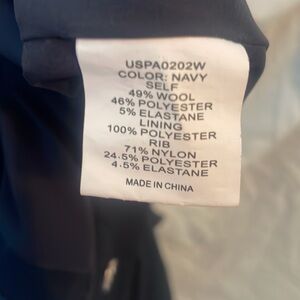 USPA0202W
COLOR: NAVY
SELF
49% WOOL
46% POLYESTER
5% ELASTANE
LINING
100% POLYESTER
RIB
71% NYLON
24.5% POLYESTER
4.5% ELASTANE
MADE IN CHINA